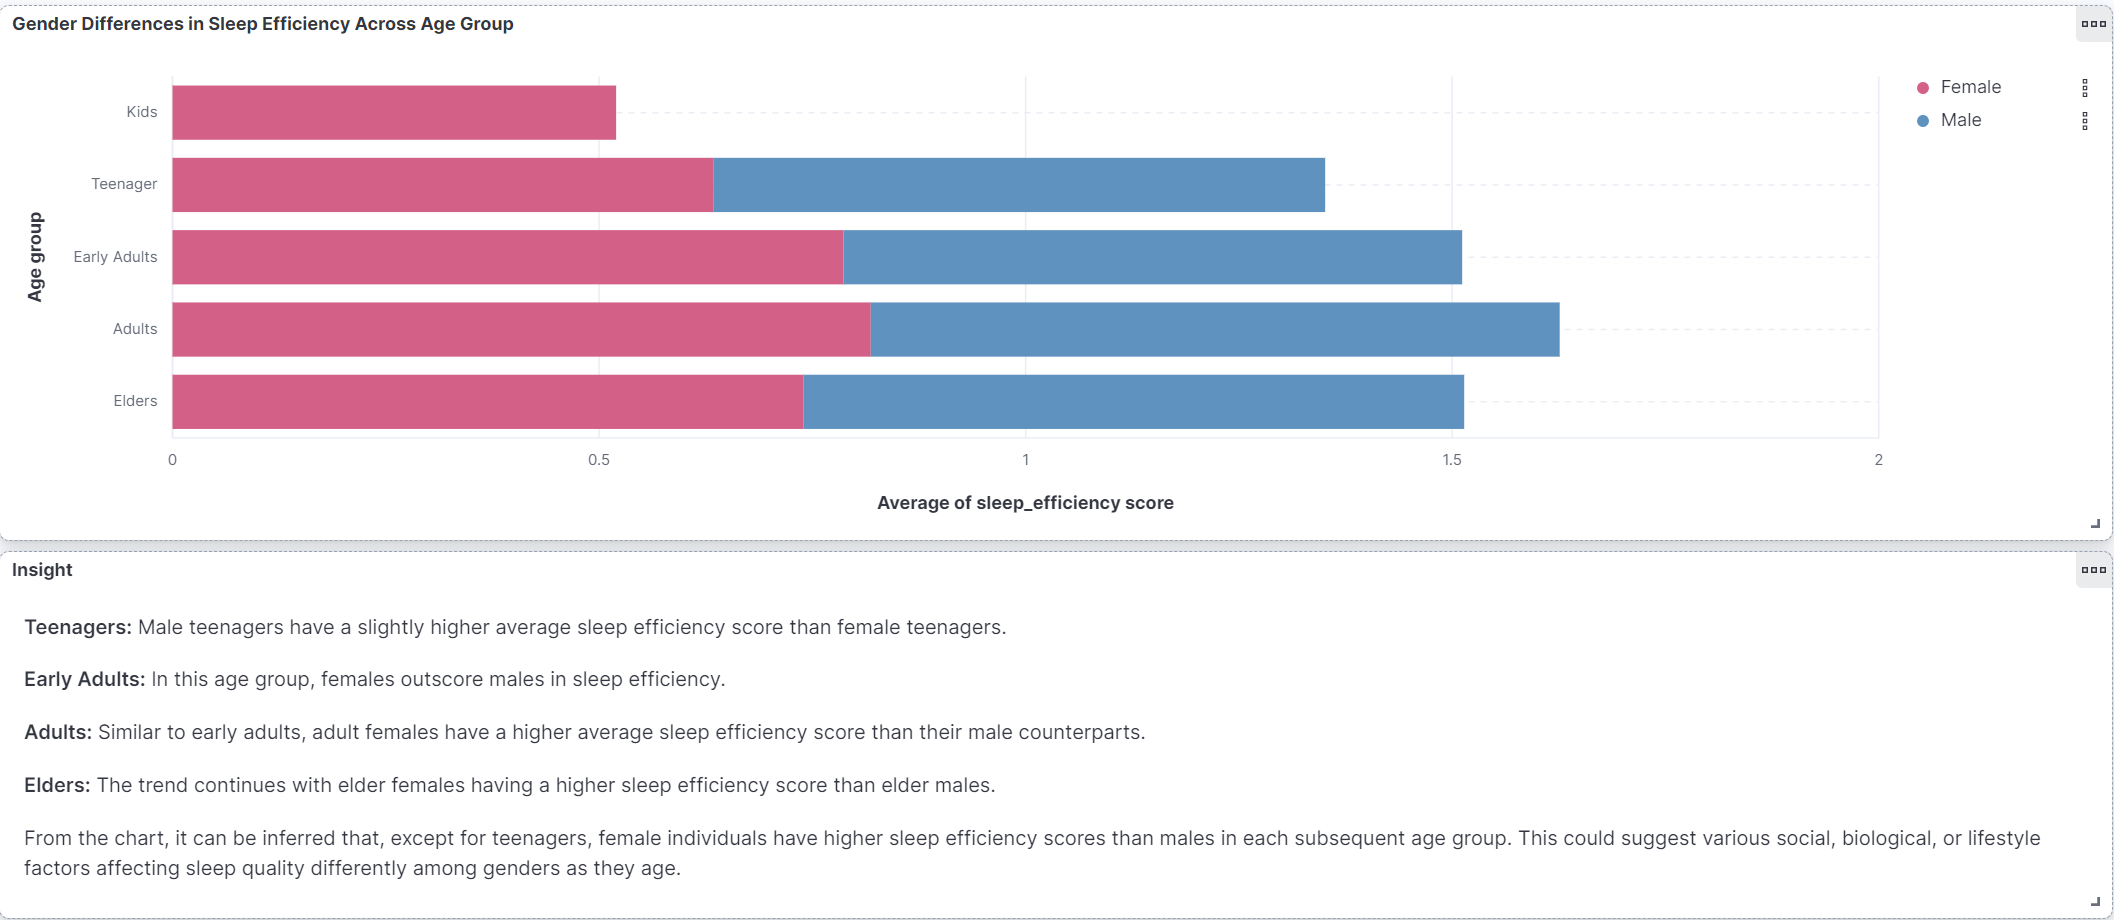 Gender Differences in Sleep Efficiency Across Age Group
Female
Male
Kids
Teenager
Early Adults
Adults
Elders
Age group
0 0.5 1 1.5 2
Average of sleep_efficiency score
Insight
Teenagers: Male teenagers have a slightly higher average sleep efficiency score than female teenagers.
Early Adults: In this age group, females outscore males in sleep efficiency.
Adults: Similar to early adults, adult females have a higher average sleep efficiency score than their male counterparts.
Elders: The trend continues with elder females having a higher sleep efficiency score than elder males.
From the chart, it can be inferred that, except for teenagers, female individuals have higher sleep efficiency scores than males in each subsequent age group. This could suggest various social, biological, or lifestyle
factors affecting sleep quality differently among genders as they age.